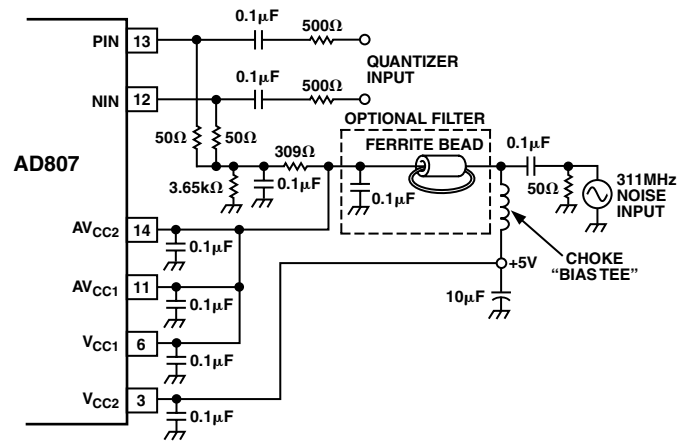 PIN 13 0.1µF 500Ω
QUANTIZER
INPUT
NIN 12 0.1µF 500Ω
OPTIONAL FILTER
FERRITE BEAD
50Ω 50Ω
AD807
309Ω
0.1µF
3.65kΩ
0.1µF
0.1µF
50Ω
311MHz
NOISE
INPUT
AVCC2 14
0.1µF
CHOKE
"BIAS TEE"
+5V
AVCC1 11
0.1µF
10µF
VCC1 6
0.1µF
VCC2 3
0.1µF